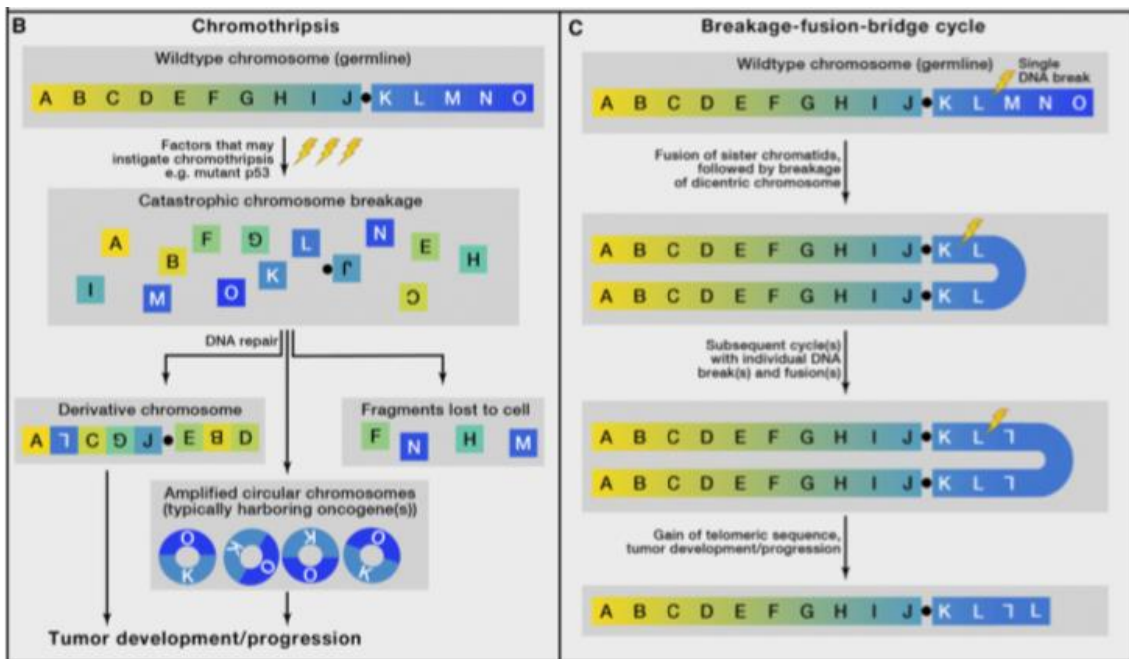 B
Chromothripsis
Wildtype chromosome (germline)
A B C D E F G H I J K L M N O
Factors that may
instigate chromothripsis
e.g. mutant p53
Catastrophic chromosome breakage
A B F G L N E H
I M O K J C
DNA repair
Derivative chromosome
A L C G J E B D
Fragments lost to cell
F N H M
Amplified circular chromosomes
(typically harboring oncogene(s))
O K K O K O O K
Tumor development/progression
C
Breakage-fusion-bridge cycle
Wildtype chromosome (germline)
Single
DNA break
A B C D E F G H I J K L M N O
Fusion of sister chromatids,
followed by breakage
of dicentric chromosome
A B C D E F G H I J K L
A B C D E F G H I J K L
Subsequent cycle(s)
with individual DNA
break(s) and fusion(s)
A B C D E F G H I J K L L
A B C D E F G H I J K L L
Gain of telomeric sequence,
tumor development/progression
A B C D E F G H I J K L L L